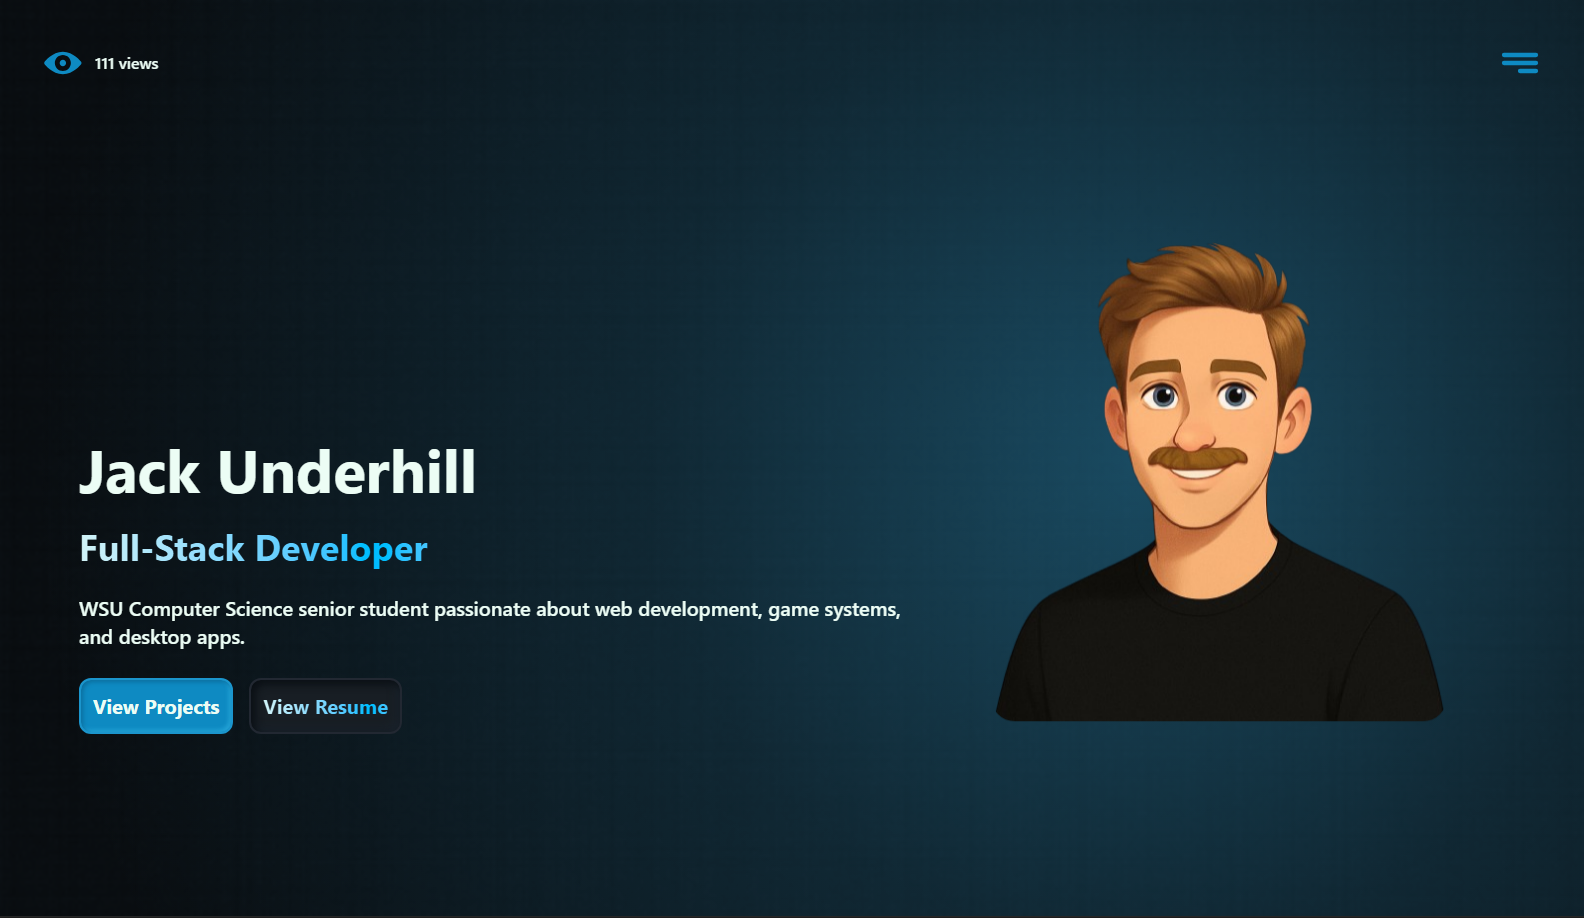 111 views
Jack Underhill
Full-Stack Developer
WSU Computer Science senior student passionate about web development, game systems,
and desktop apps.
View Projects
View Resume